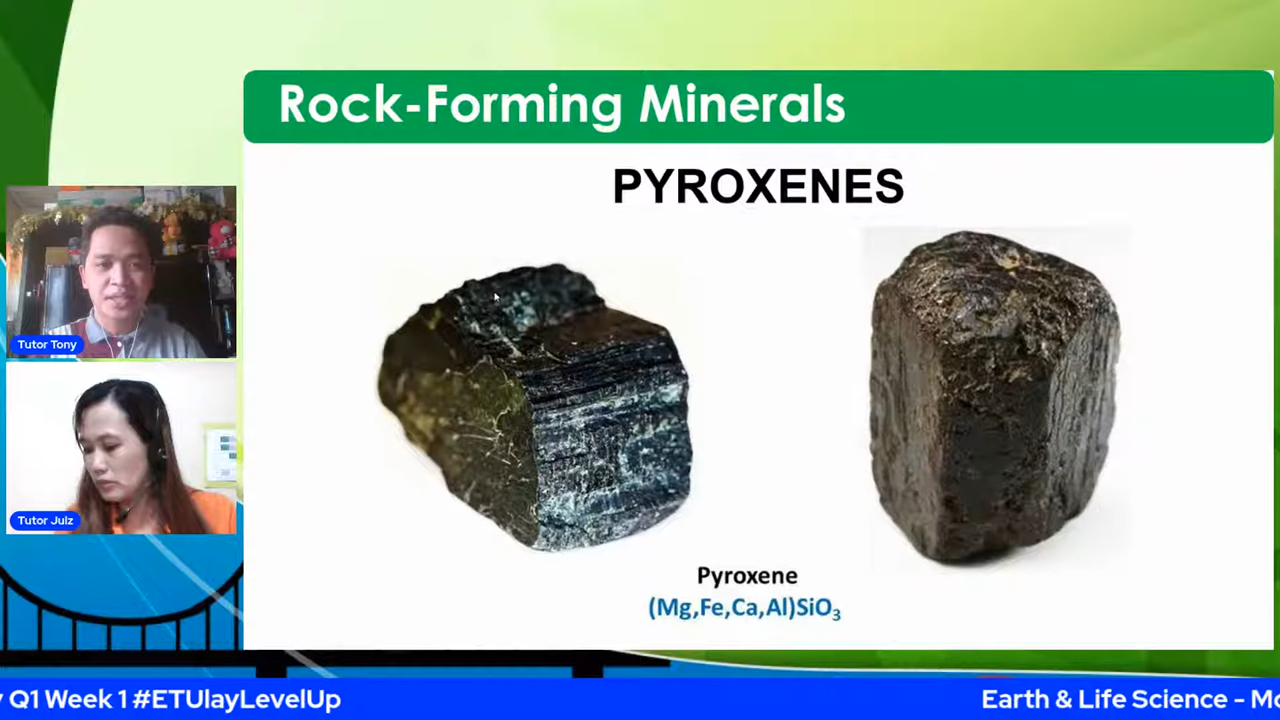 Rock-Forming Minerals
PYROXENES
Tutor Tony
Tutor Julz
Pyroxene
(Mg,Fe,Ca,Al)SiO₃
Q1 Week 1 #ETUlayLevelUp
Earth & Life Science -